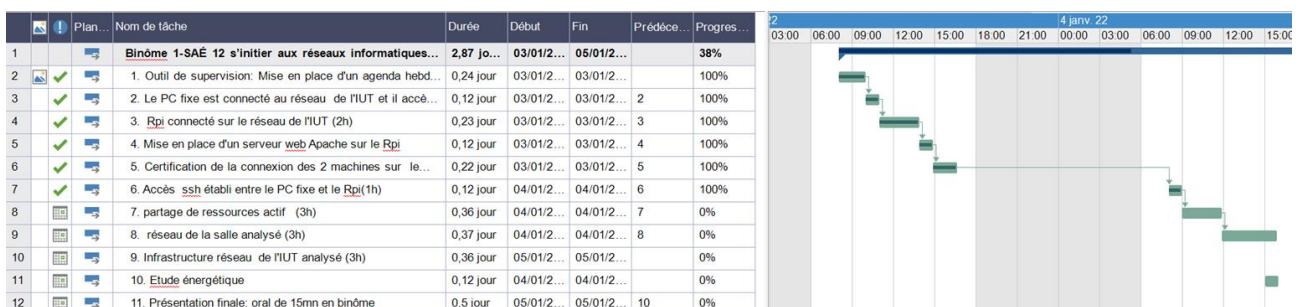 Plan... Nom de tâche Durée Début Fin Prédéce... Progres...
22 4 janv. 22
03:00 06:00 09:00 12:00 15:00 18:00 21:00 00:00 03:00 06:00 09:00 12:00 15:00
1 Binôme 1-SAÉ 12 s'initier aux réseaux informatiques... 2,87 jo... 03/01/2... 05/01/2... 38%
2 1. Outil de supervision: Mise en place d'un agenda hebd... 0,24 jour 03/01/2... 03/01/2... 100%
3 2. Le PC fixe est connecté au réseau de l'IUT et il accè... 0,12 jour 03/01/2... 03/01/2... 2 100%
4 3. Rpi connecté sur le réseau de l'IUT (2h) 0,23 jour 03/01/2... 03/01/2... 3 100%
5 4. Mise en place d'un serveur web Apache sur le Rpi 0,12 jour 03/01/2... 03/01/2... 4 100%
6 5. Certification de la connexion des 2 machines sur le... 0,22 jour 03/01/2... 03/01/2... 5 100%
7 6. Accès ssh établi entre le PC fixe et le Rpi(1h) 0,12 jour 04/01/2... 04/01/2... 6 100%
8 7. partage de ressources actif (3h) 0,36 jour 04/01/2... 04/01/2... 7 0%
9 8. réseau de la salle analysé (3h) 0,37 jour 04/01/2... 04/01/2... 8 0%
10 9. Infrastructure réseau de l'IUT analysé (3h) 0,36 jour 05/01/2... 05/01/2... 0%
11 10. Etude énergétique 0,12 jour 04/01/2... 04/01/2... 0%
12 11. Présentation finale: oral de 15mn en binôme 0.5 jour 05/01/2... 05/01/2... 10 0%